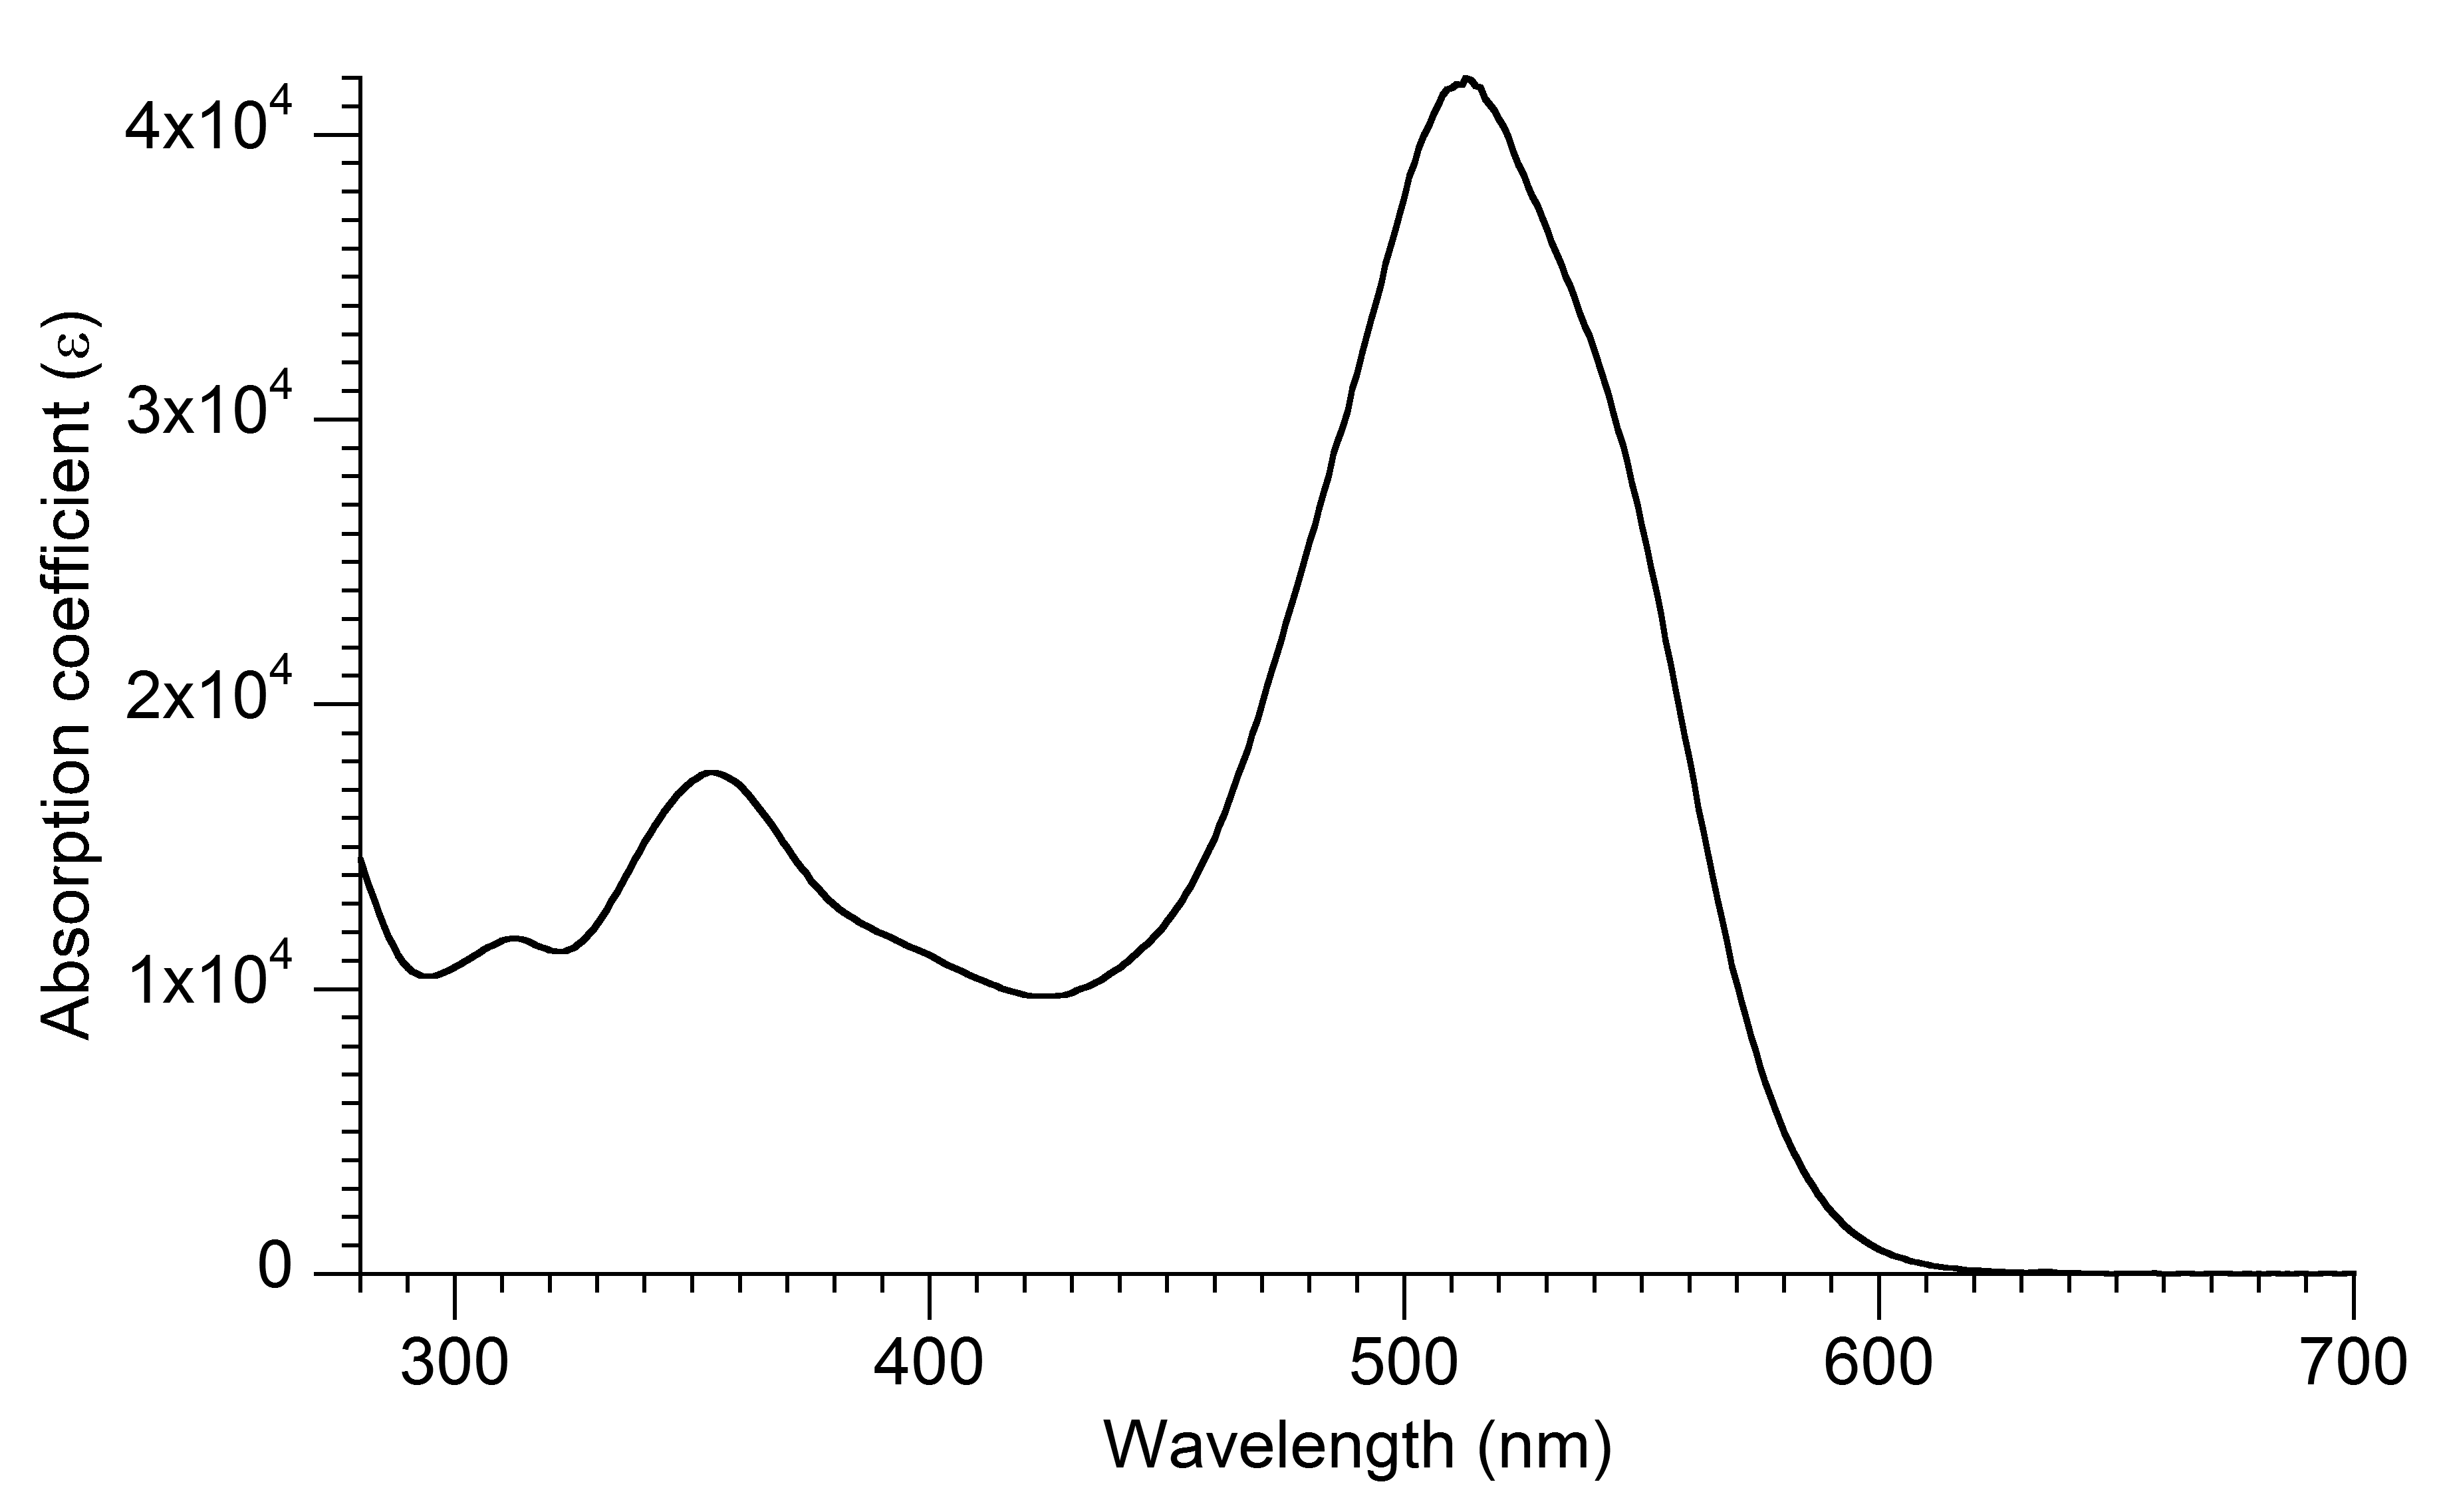 Absorption coefficient (ε)
4x10⁴
3x10⁴
2x10⁴
1x10⁴
0
300 400 500 600 700
Wavelength (nm)